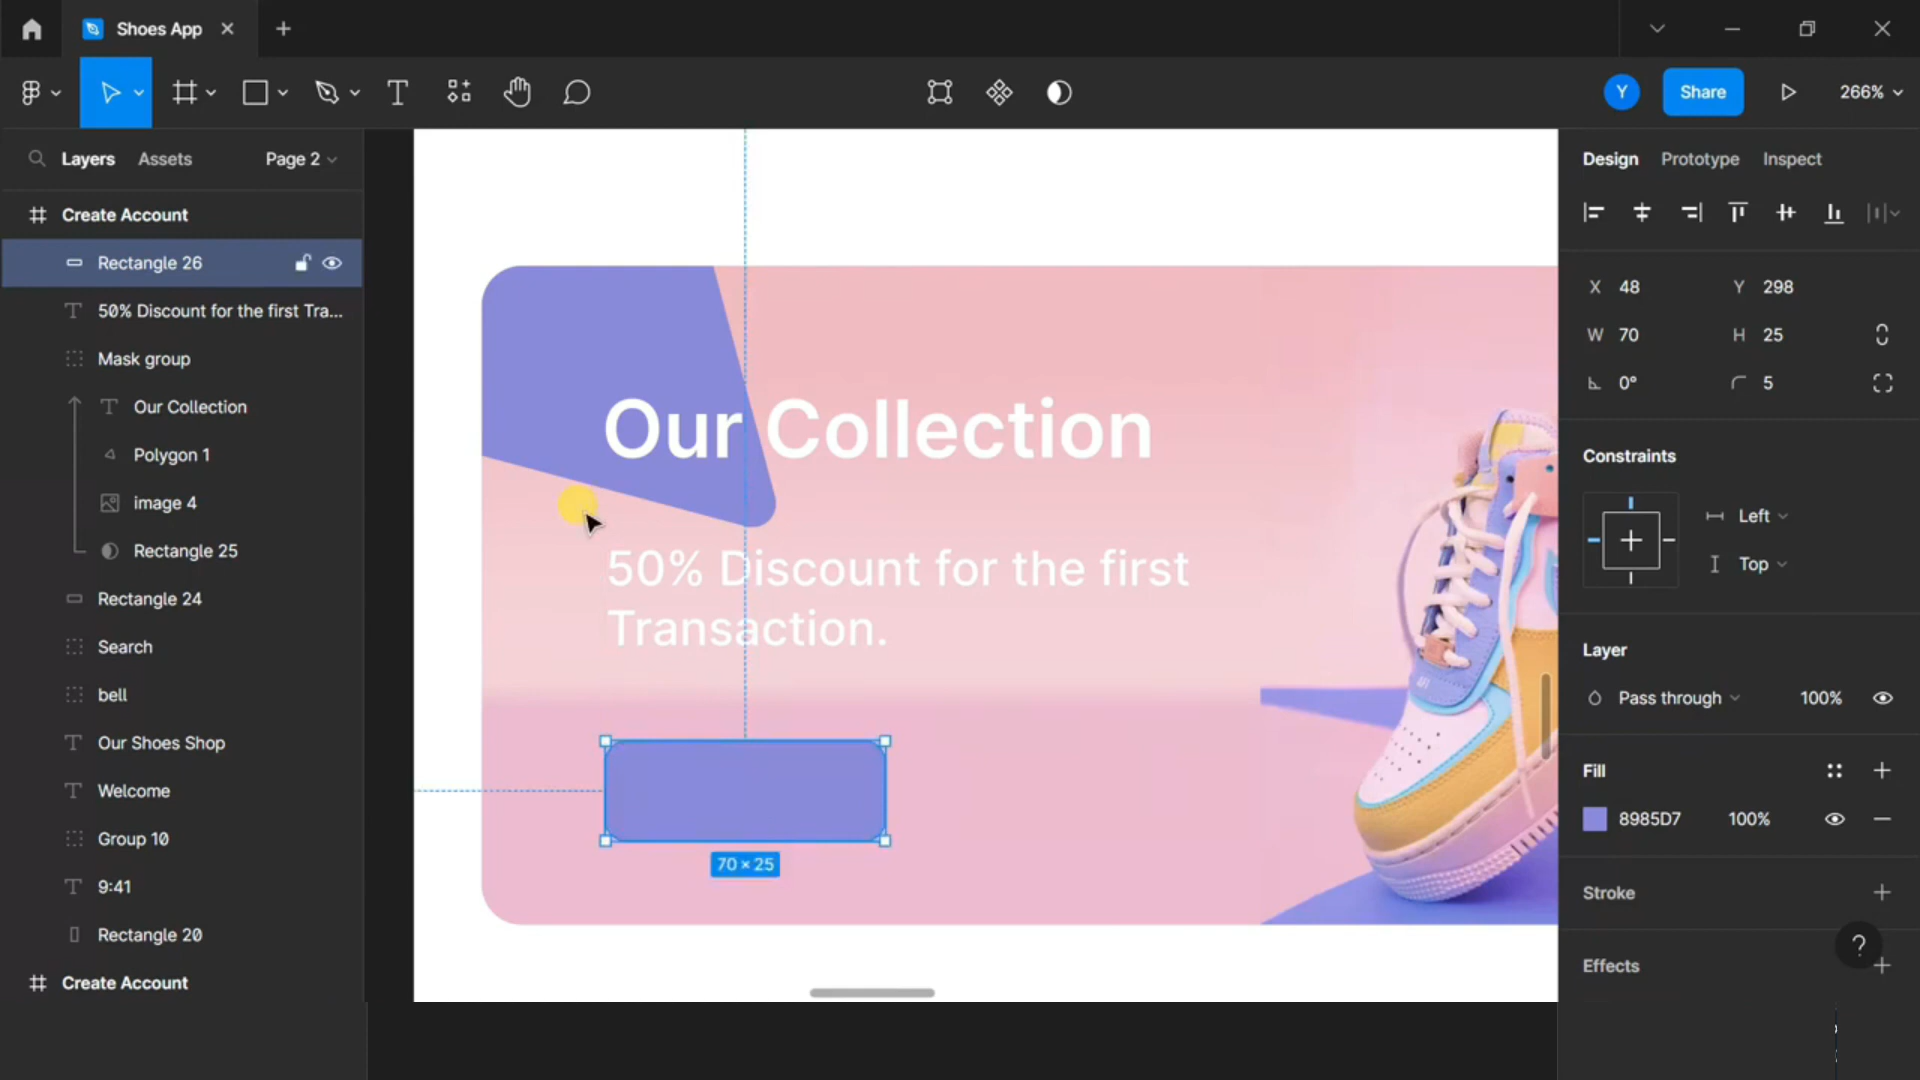 Shoes App
Share
266%
Y
Layers Assets Page 2
Create Account
Rectangle 26
50% Discount for the first Tra...
Mask group
Our Collection
Polygon 1
image 4
Rectangle 25
Rectangle 24
Search
bell
Our Shoes Shop
Welcome
Group 10
9:41
Rectangle 20
Create Account
Our Collection
50% Discount for the first
Transaction.
70 × 25
Design Prototype Inspect
X 48 Y 298
W 70 H 25
0° 5
Constraints
Left
Top
Layer
Pass through 100%
Fill
8985D7 100%
Stroke
Effects
?